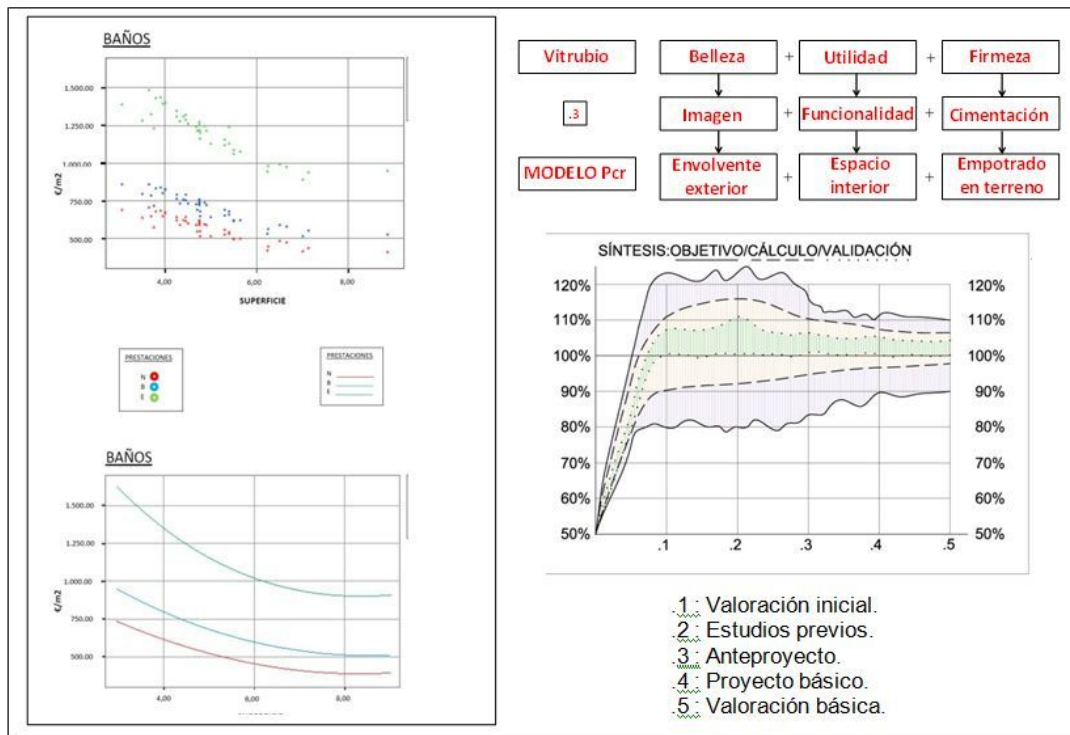 BAÑOS
1.500.00
1.250.00
1.000.00
750.00
500.00
€/m2
4,00
6,00
8,00
SUPERFICIE
PRESTACIONES
N
B
E
PRESTACIONES
N
B
E
BAÑOS
1.500.00
1.250.00
1.000.00
750.00
500.00
€/m2
4,00
6,00
8,00
Vitrubio
Belleza + Utilidad + Firmeza
.3
Imagen + Funcionalidad + Cimentación
MODELO Pcr
Envolvente exterior + Espacio interior + Empotrado en terreno
SÍNTESIS:OBJETIVO/CÁLCULO/VALIDACIÓN
120% 120%
110% 110%
100% 100%
90% 90%
80% 80%
70% 70%
60% 60%
50% 50%
.1 .2 .3 .4 .5
.1 : Valoración inicial.
.2 : Estudios previos.
.3 : Anteproyecto.
.4 : Proyecto básico.
.5 : Valoración básica.